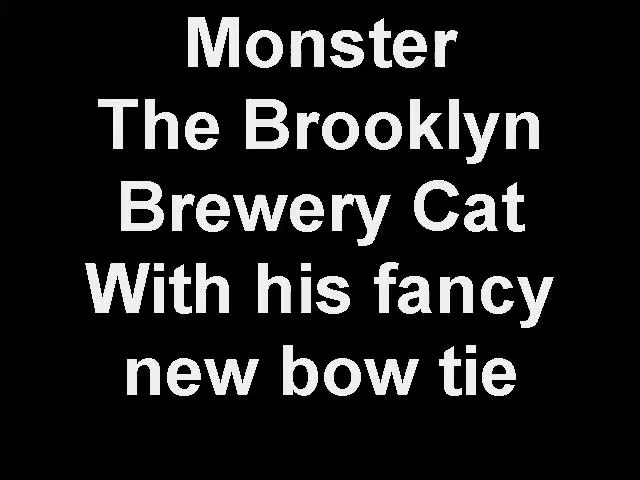 Monster
The Brooklyn
Brewery Cat
With his fancy
new bow tie